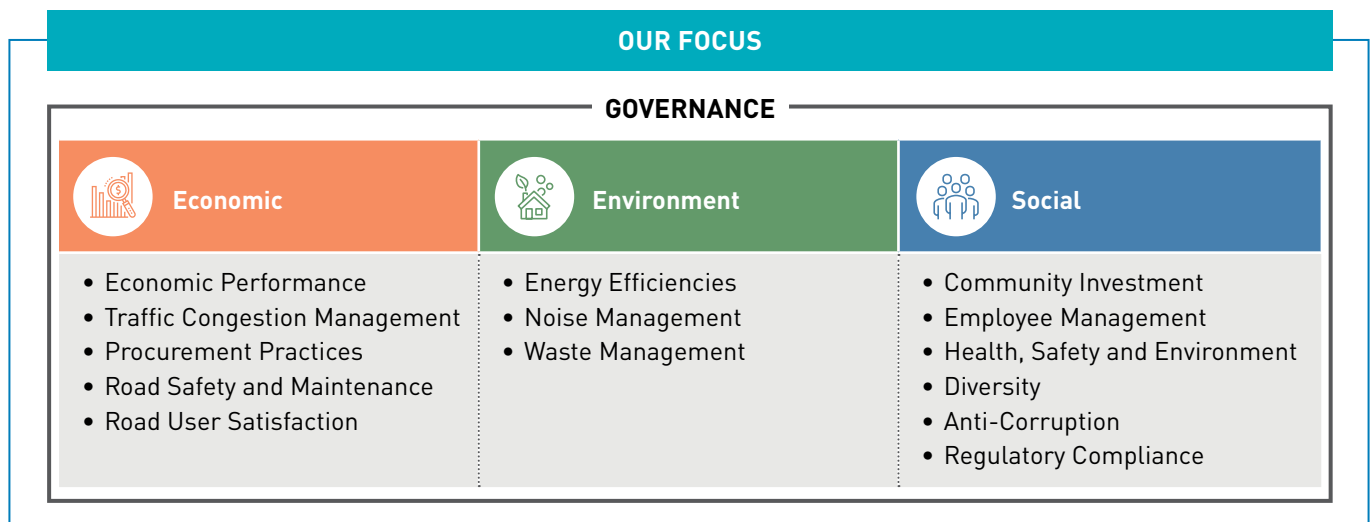 OUR FOCUS
GOVERNANCE
Economic
• Economic Performance
• Traffic Congestion Management
• Procurement Practices
• Road Safety and Maintenance
• Road User Satisfaction
Environment
• Energy Efficiencies
• Noise Management
• Waste Management
Social
• Community Investment
• Employee Management
• Health, Safety and Environment
• Diversity
• Anti-Corruption
• Regulatory Compliance